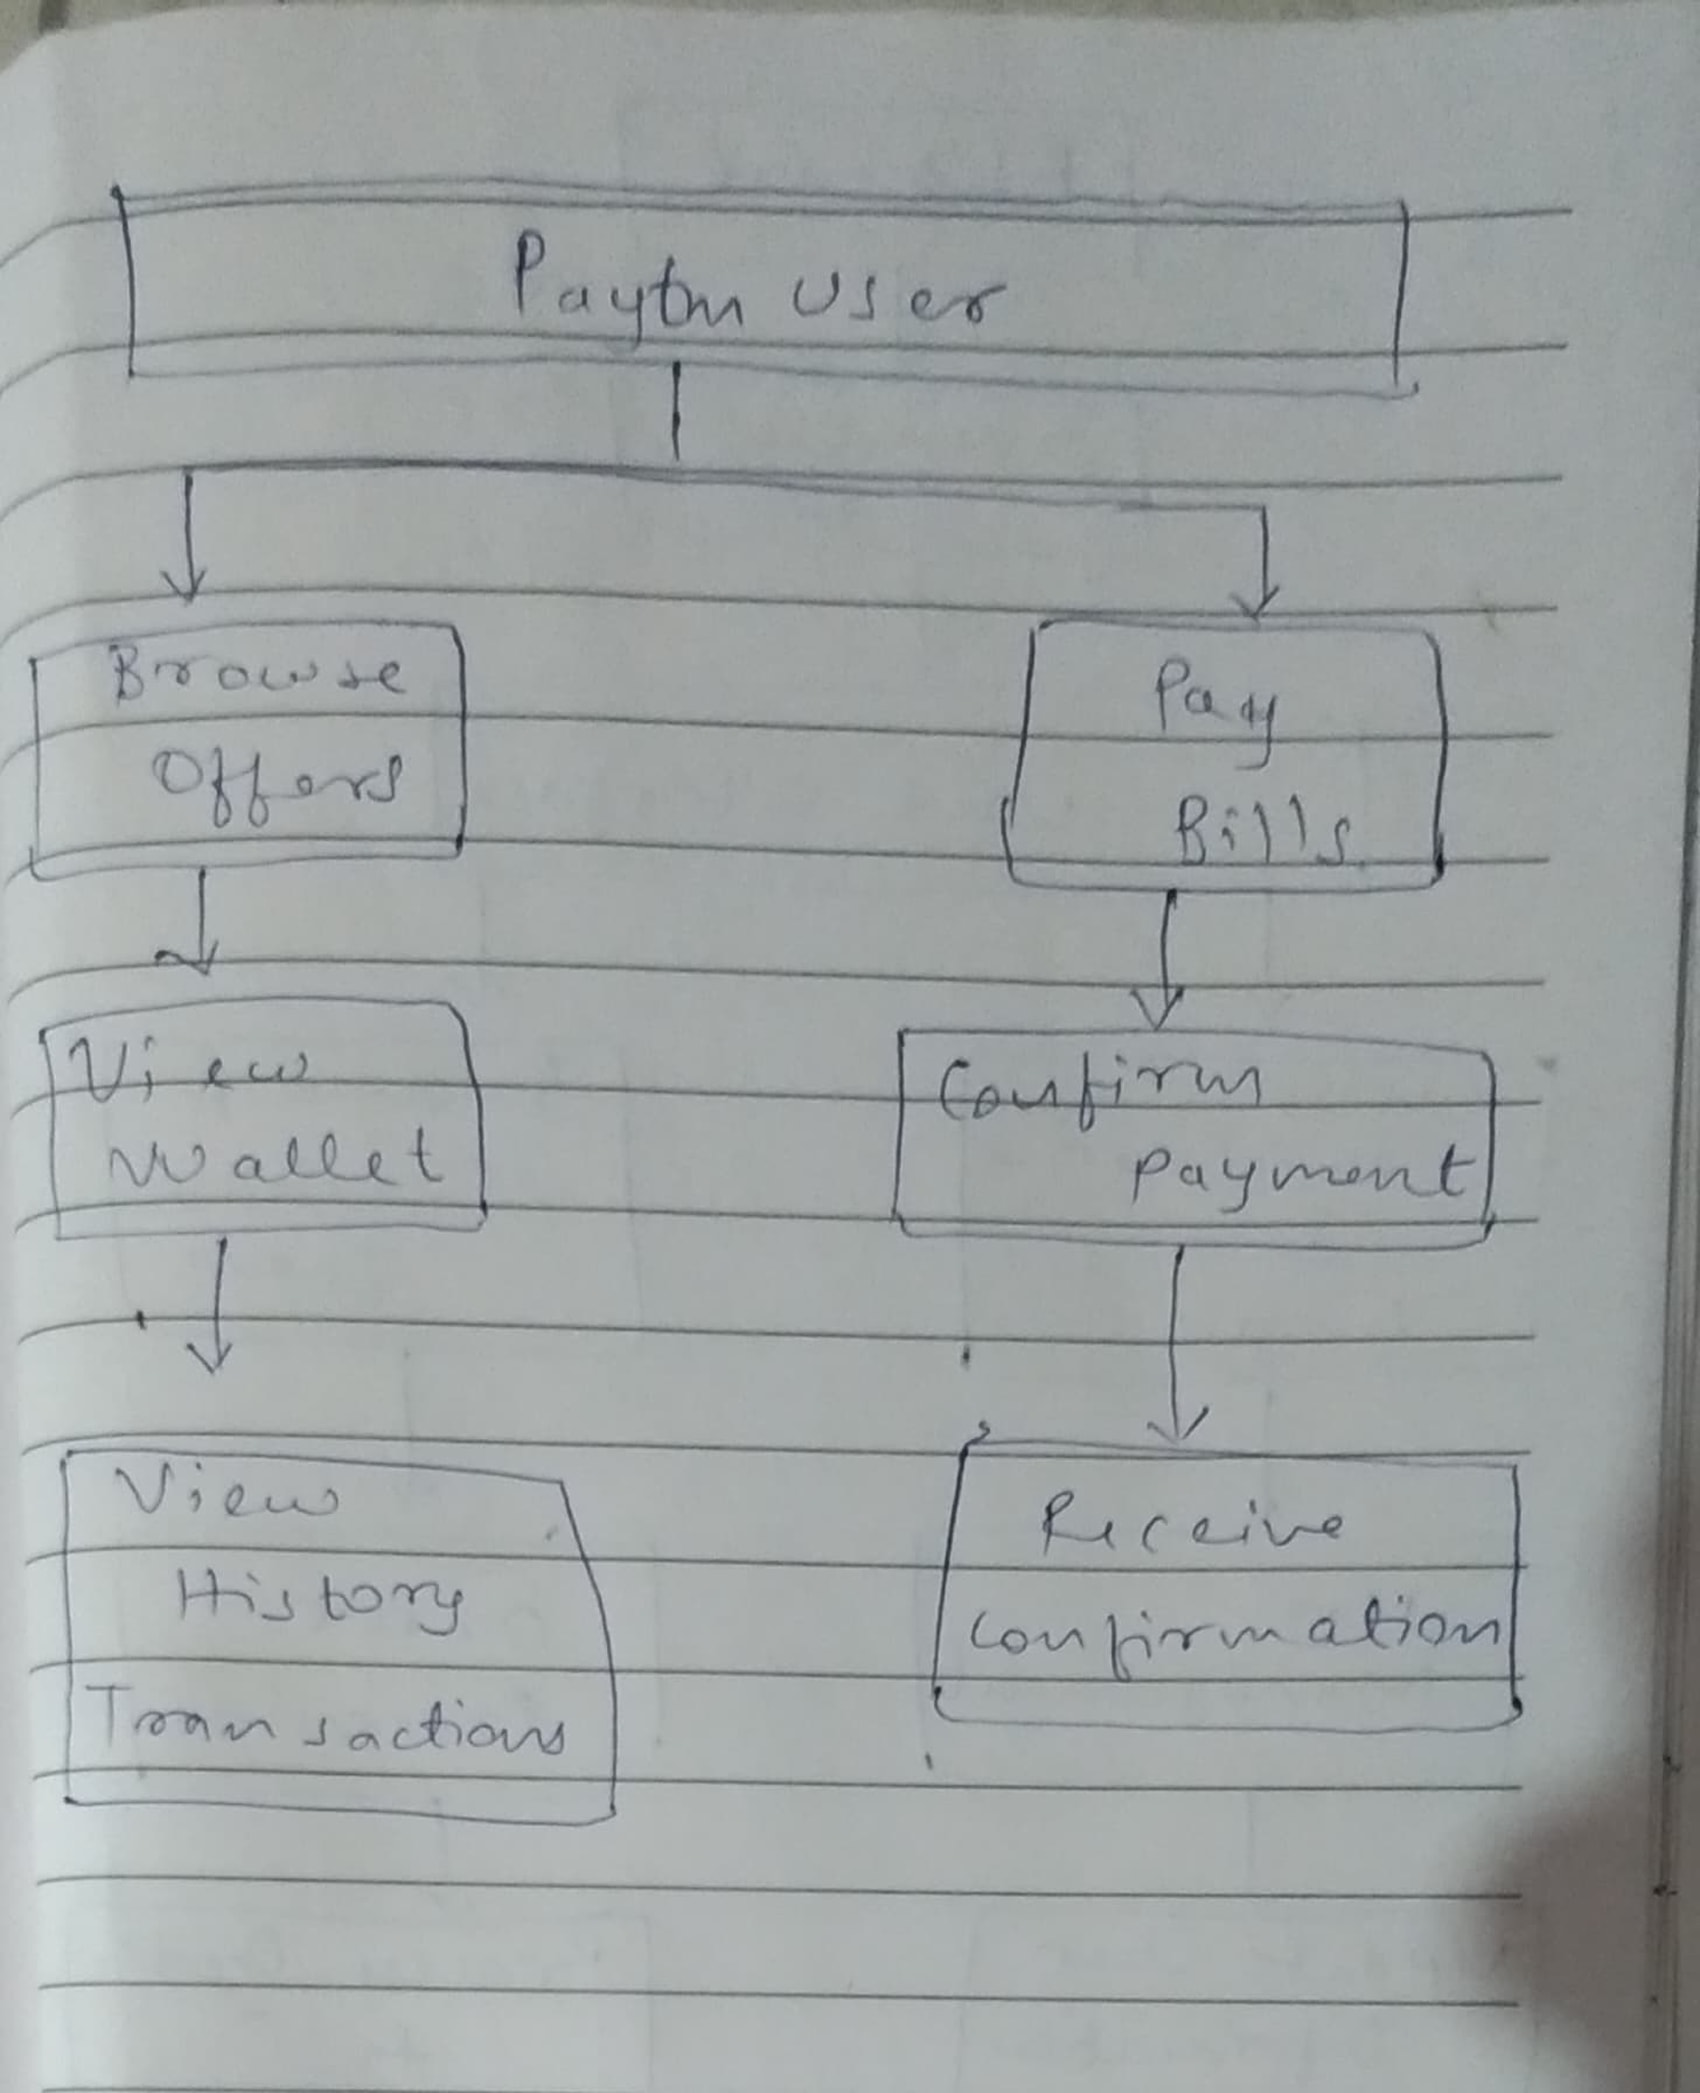 Paytm User
Browse
Offers
Pay
Bills
View
Wallet
Confirm
Payment
View
History
Transactions
Receive
Confirmation